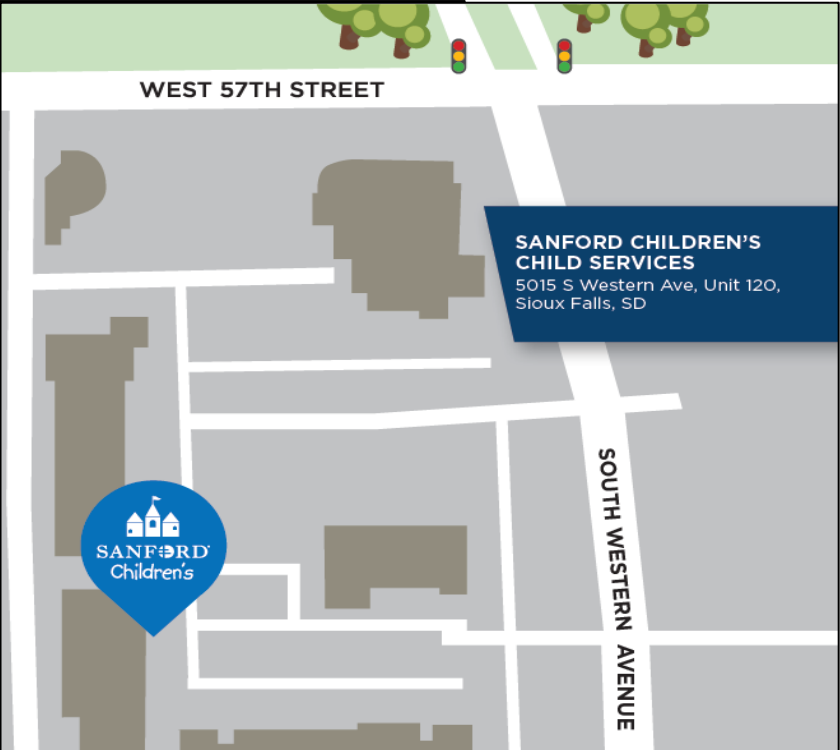 WEST 57TH STREET
SANFORD CHILDREN'S
CHILD SERVICES
5015 S Western Ave, Unit 120,
Sioux Falls, SD
SOUTH WESTERN AVENUE
SANFORD
Children's